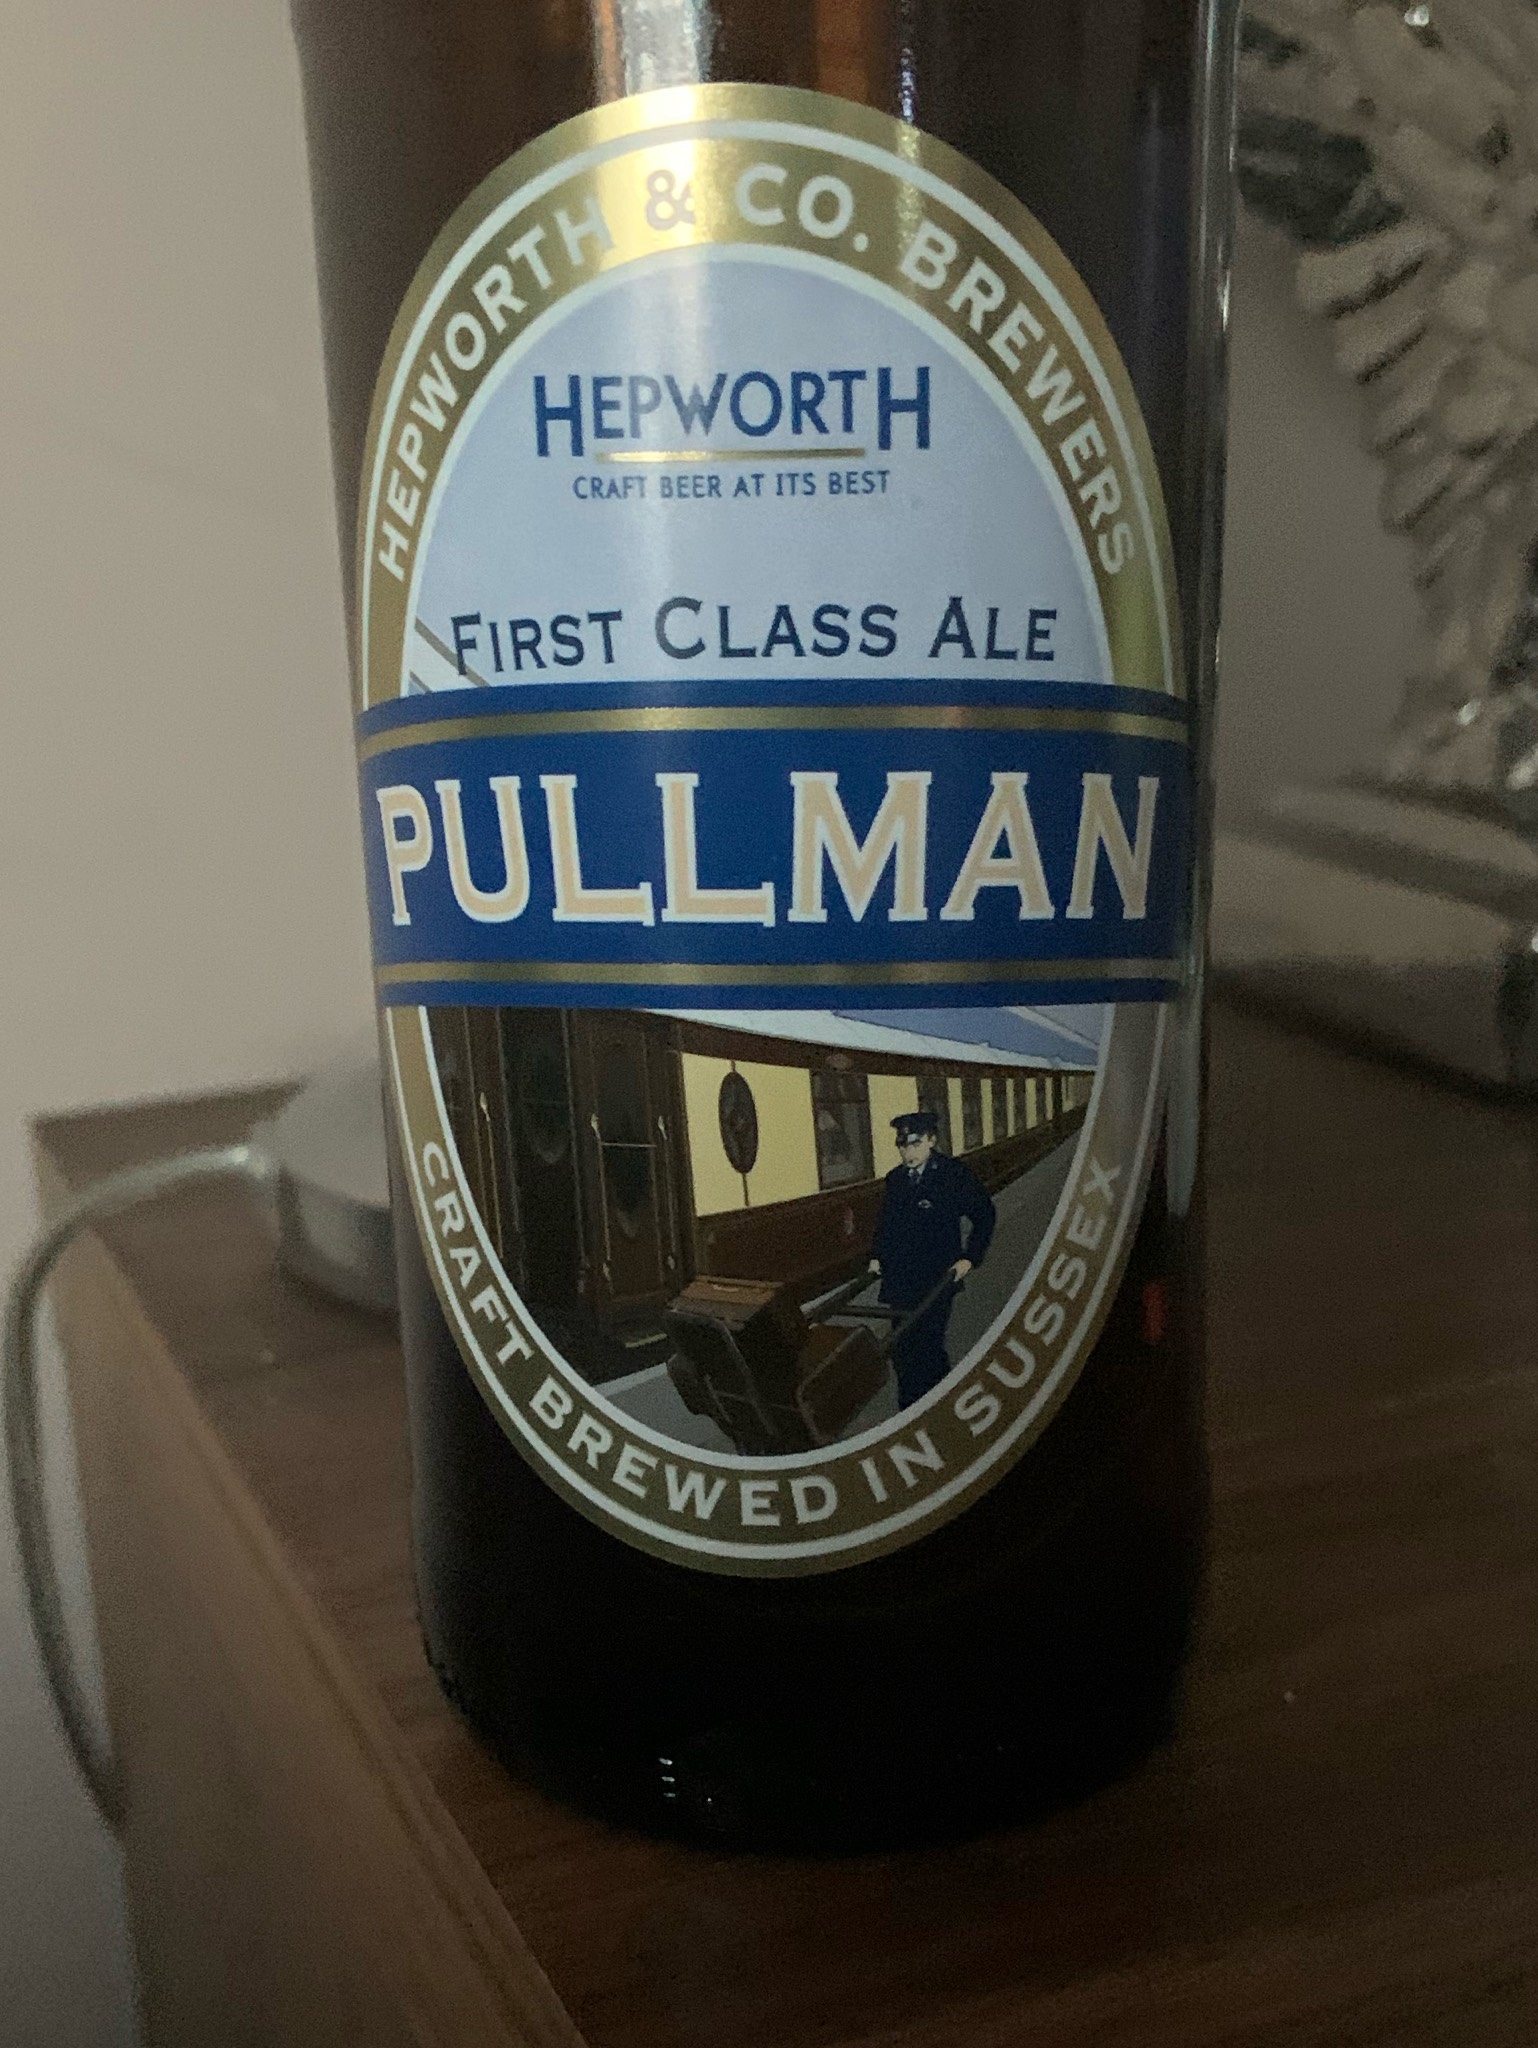 HEPWORTH & CO. BREWERS
HEPWORTH
CRAFT BEER AT ITS BEST
FIRST CLASS ALE
PULLMAN
CRAFT BREWED IN SUSSEX